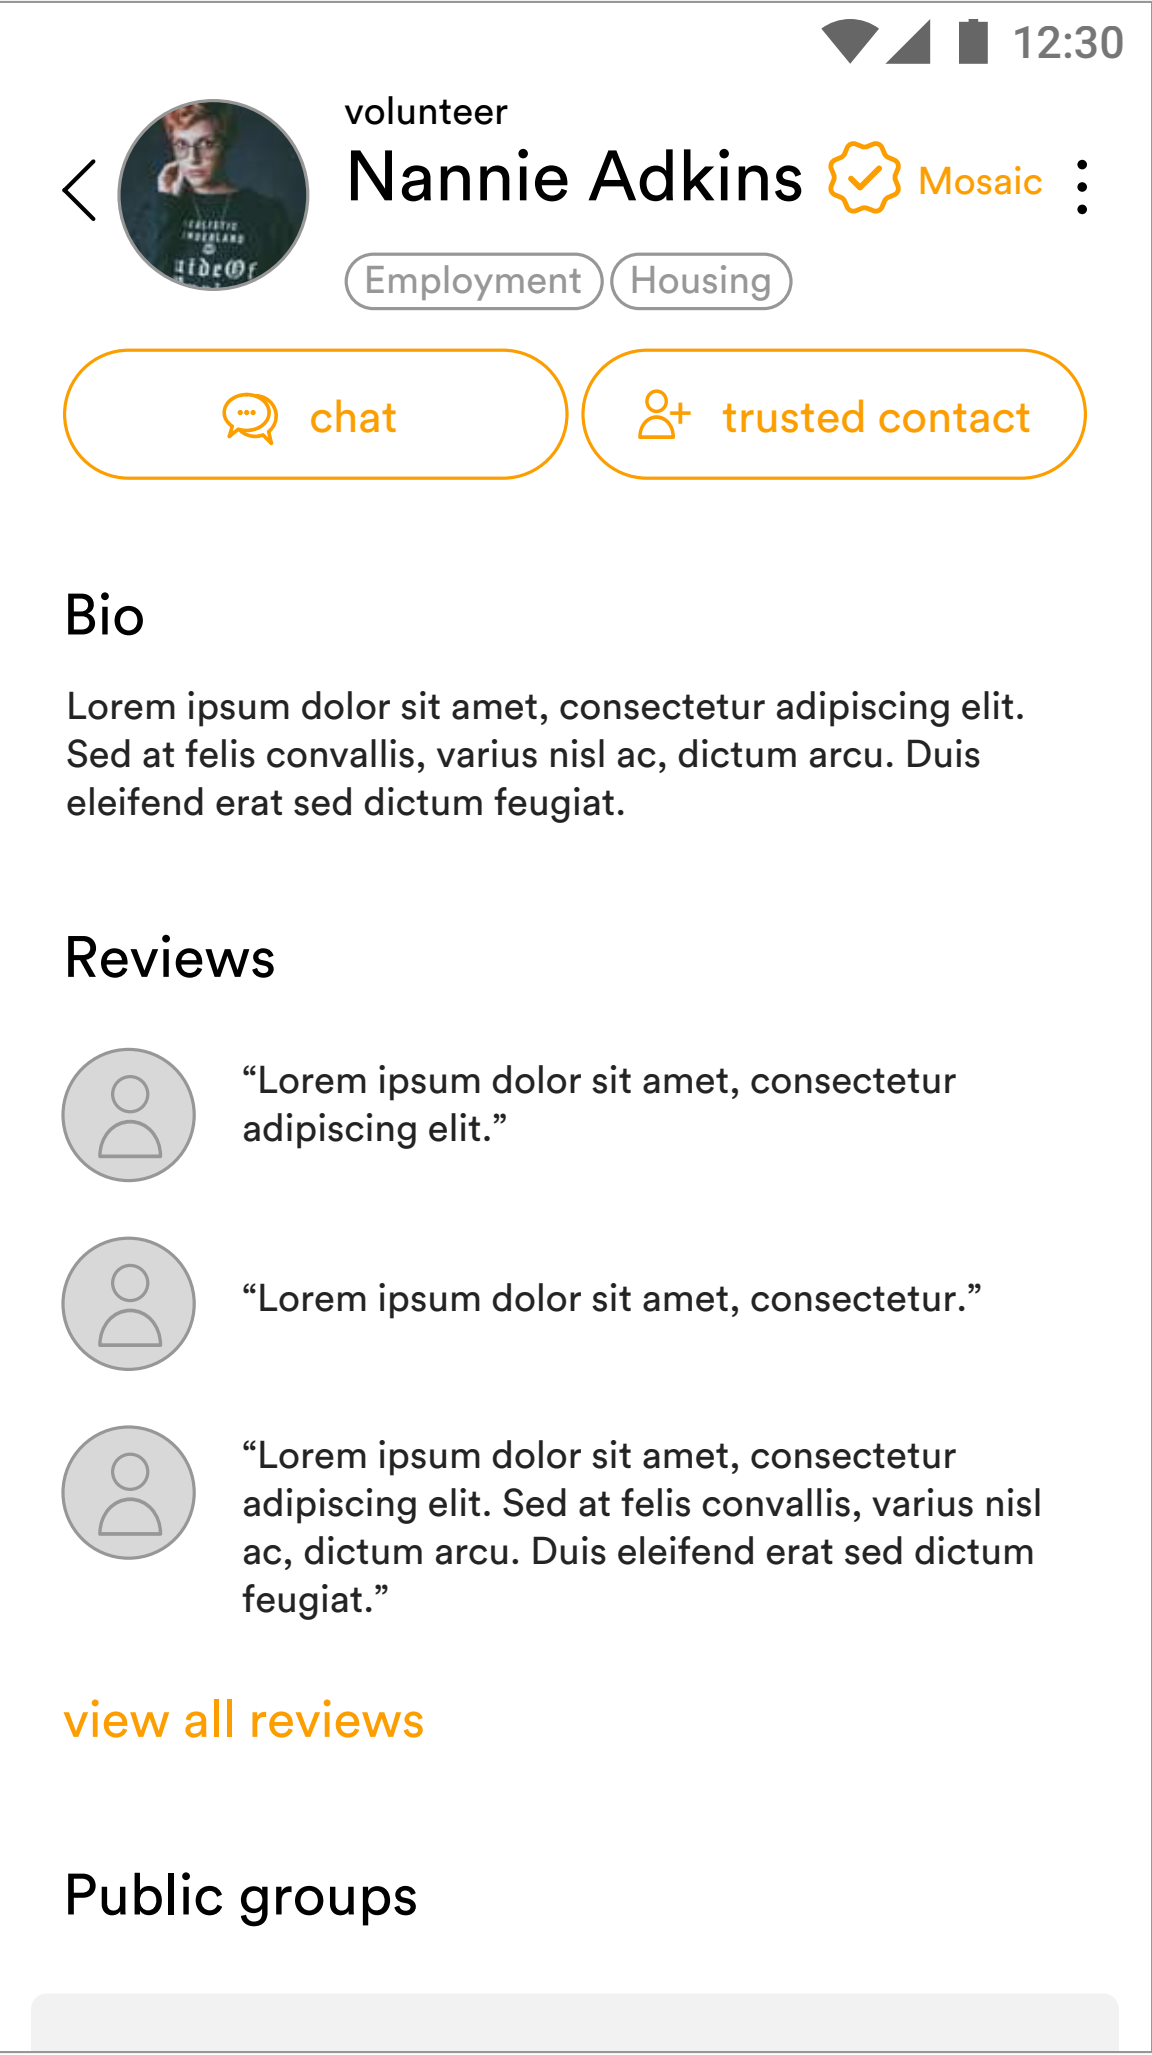 12:30
volunteer
Nannie Adkins
Mosaic
Employment
Housing
chat
trusted contact
Bio
Lorem ipsum dolor sit amet, consectetur adipiscing elit.
Sed at felis convallis, varius nisl ac, dictum arcu. Duis
eleifend erat sed dictum feugiat.
Reviews
“Lorem ipsum dolor sit amet, consectetur
adipiscing elit.”
“Lorem ipsum dolor sit amet, consectetur.”
“Lorem ipsum dolor sit amet, consectetur
adipiscing elit. Sed at felis convallis, varius nisl
ac, dictum arcu. Duis eleifend erat sed dictum
feugiat.”
view all reviews
Public groups